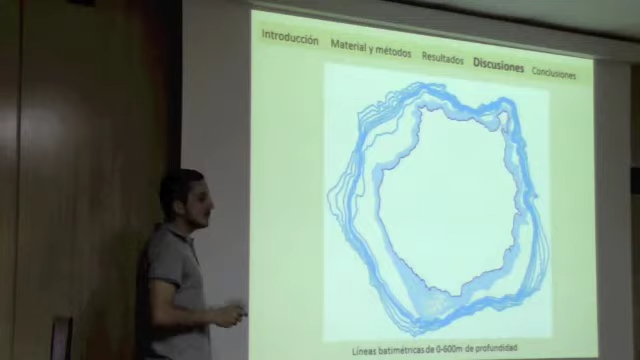 Introducción Material y métodos Resultados Discusiones Conclusiones
Líneas batimétricas de 0-600m de profundidad